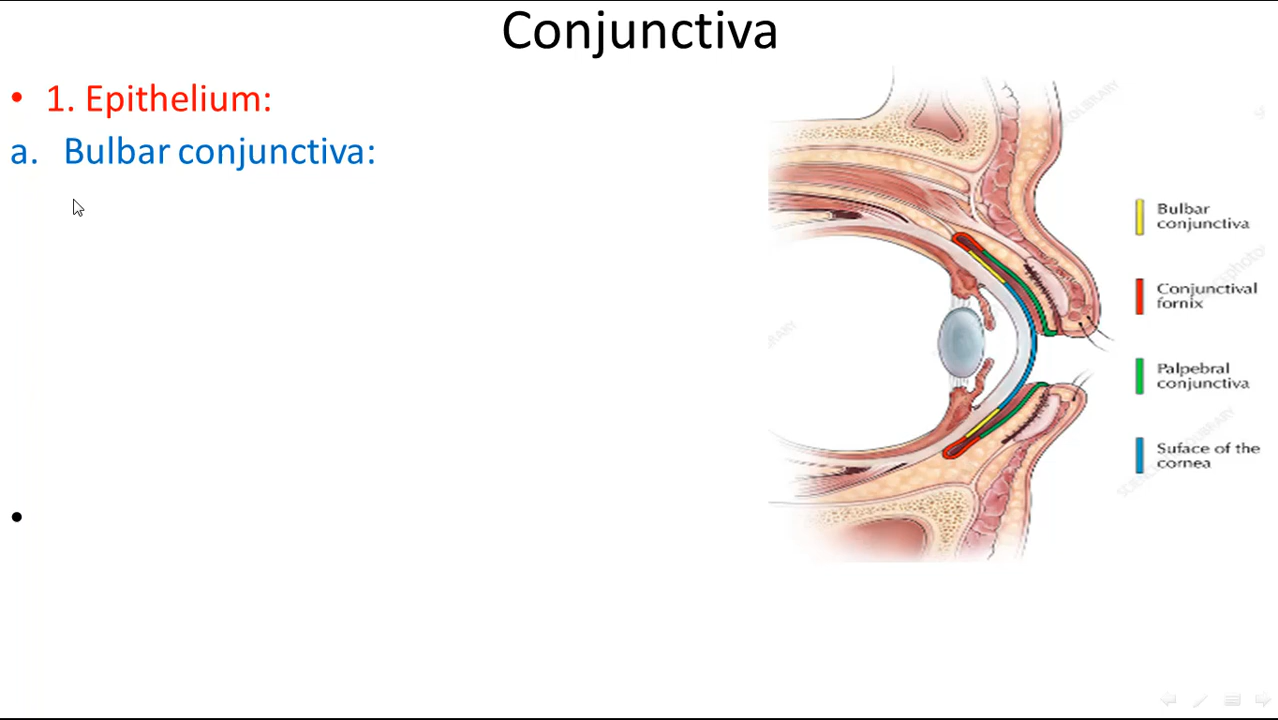 Conjunctiva
• 1. Epithelium:
a. Bulbar conjunctiva:
•
Bulbar
conjunctiva
Conjunctival
fornix
Palpebral
conjunctiva
Suface of the
cornea